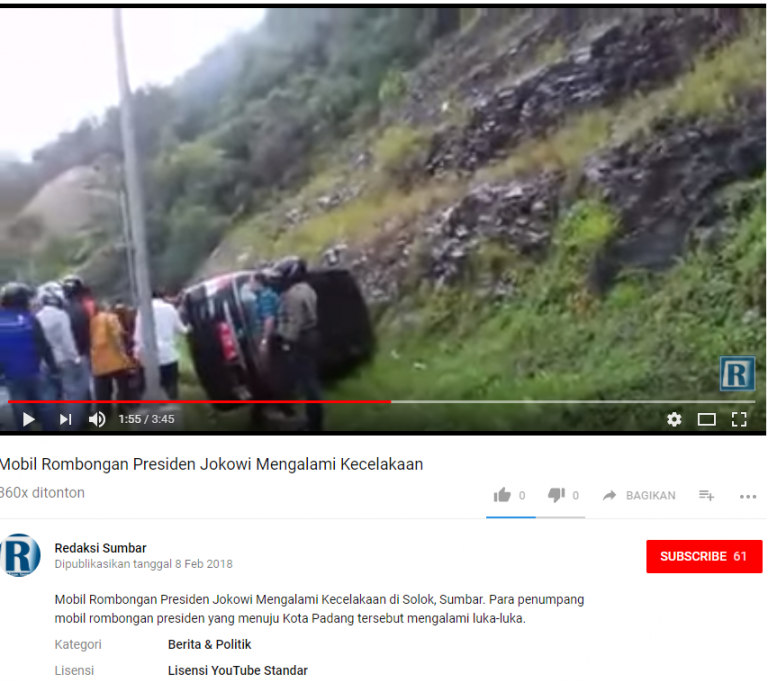 R
1:55 / 3:45
Mobil Rombongan Presiden Jokowi Mengalami Kecelakaan
360x ditonton
0
0
BAGIKAN
R
Redaksi Sumbar
Dipublikasikan tanggal 8 Feb 2018
SUBSCRIBE 61
Mobil Rombongan Presiden Jokowi Mengalami Kecelakaan di Solok, Sumbar. Para penumpang
mobil rombongan presiden yang menuju Kota Padang tersebut mengalami luka-luka.
Kategori Berita & Politik
Lisensi Lisensi YouTube Standar